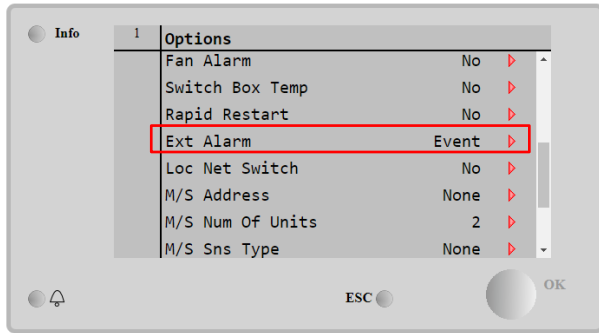 Info
1 Options
Fan Alarm No
Switch Box Temp No
Rapid Restart No
Ext Alarm Event
Loc Net Switch No
M/S Address None
M/S Num Of Units 2
M/S Sns Type None
ESC
OK